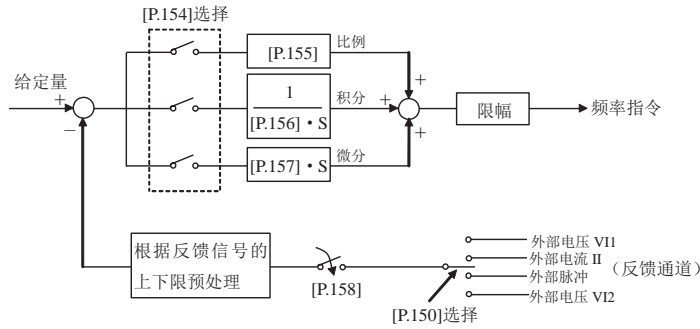 [P.154]选择
给定量
+
−
[P.155]
比例
1
[P.156]·S
积分
[P.157]·S
微分
+
+
+
限幅
频率指令
根据反馈信号的
上下限预处理
[P.158]
[P.150]选择
外部电压 VI1
外部电流 II
外部脉冲
外部电压 VI2
(反馈通道)